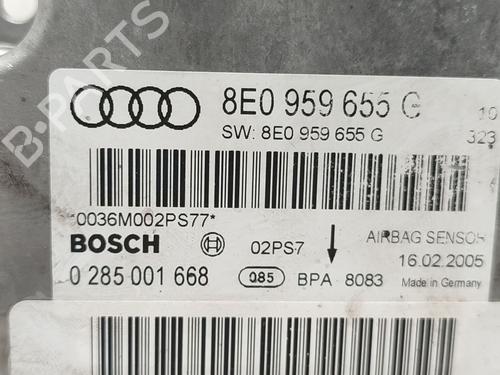 8E0 959 655 G
SW: 8E0 959 655 G
10
323
*0036M002PS77*
BOSCH
02PS7
AIRBAG SENSOR
16.02.2005
0 285 001 668
085
BPA 8083
Made in Germany
B-PARTS